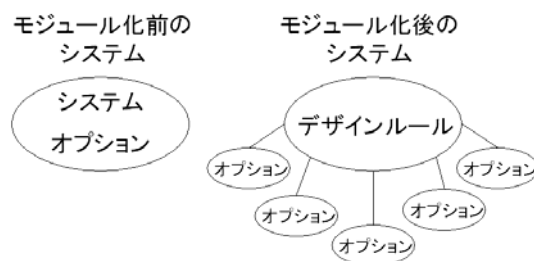 モジュール化前の
システム
システム
オプション
モジュール化後の
システム
デザインルール
オプション
オプション
オプション
オプション
オプション